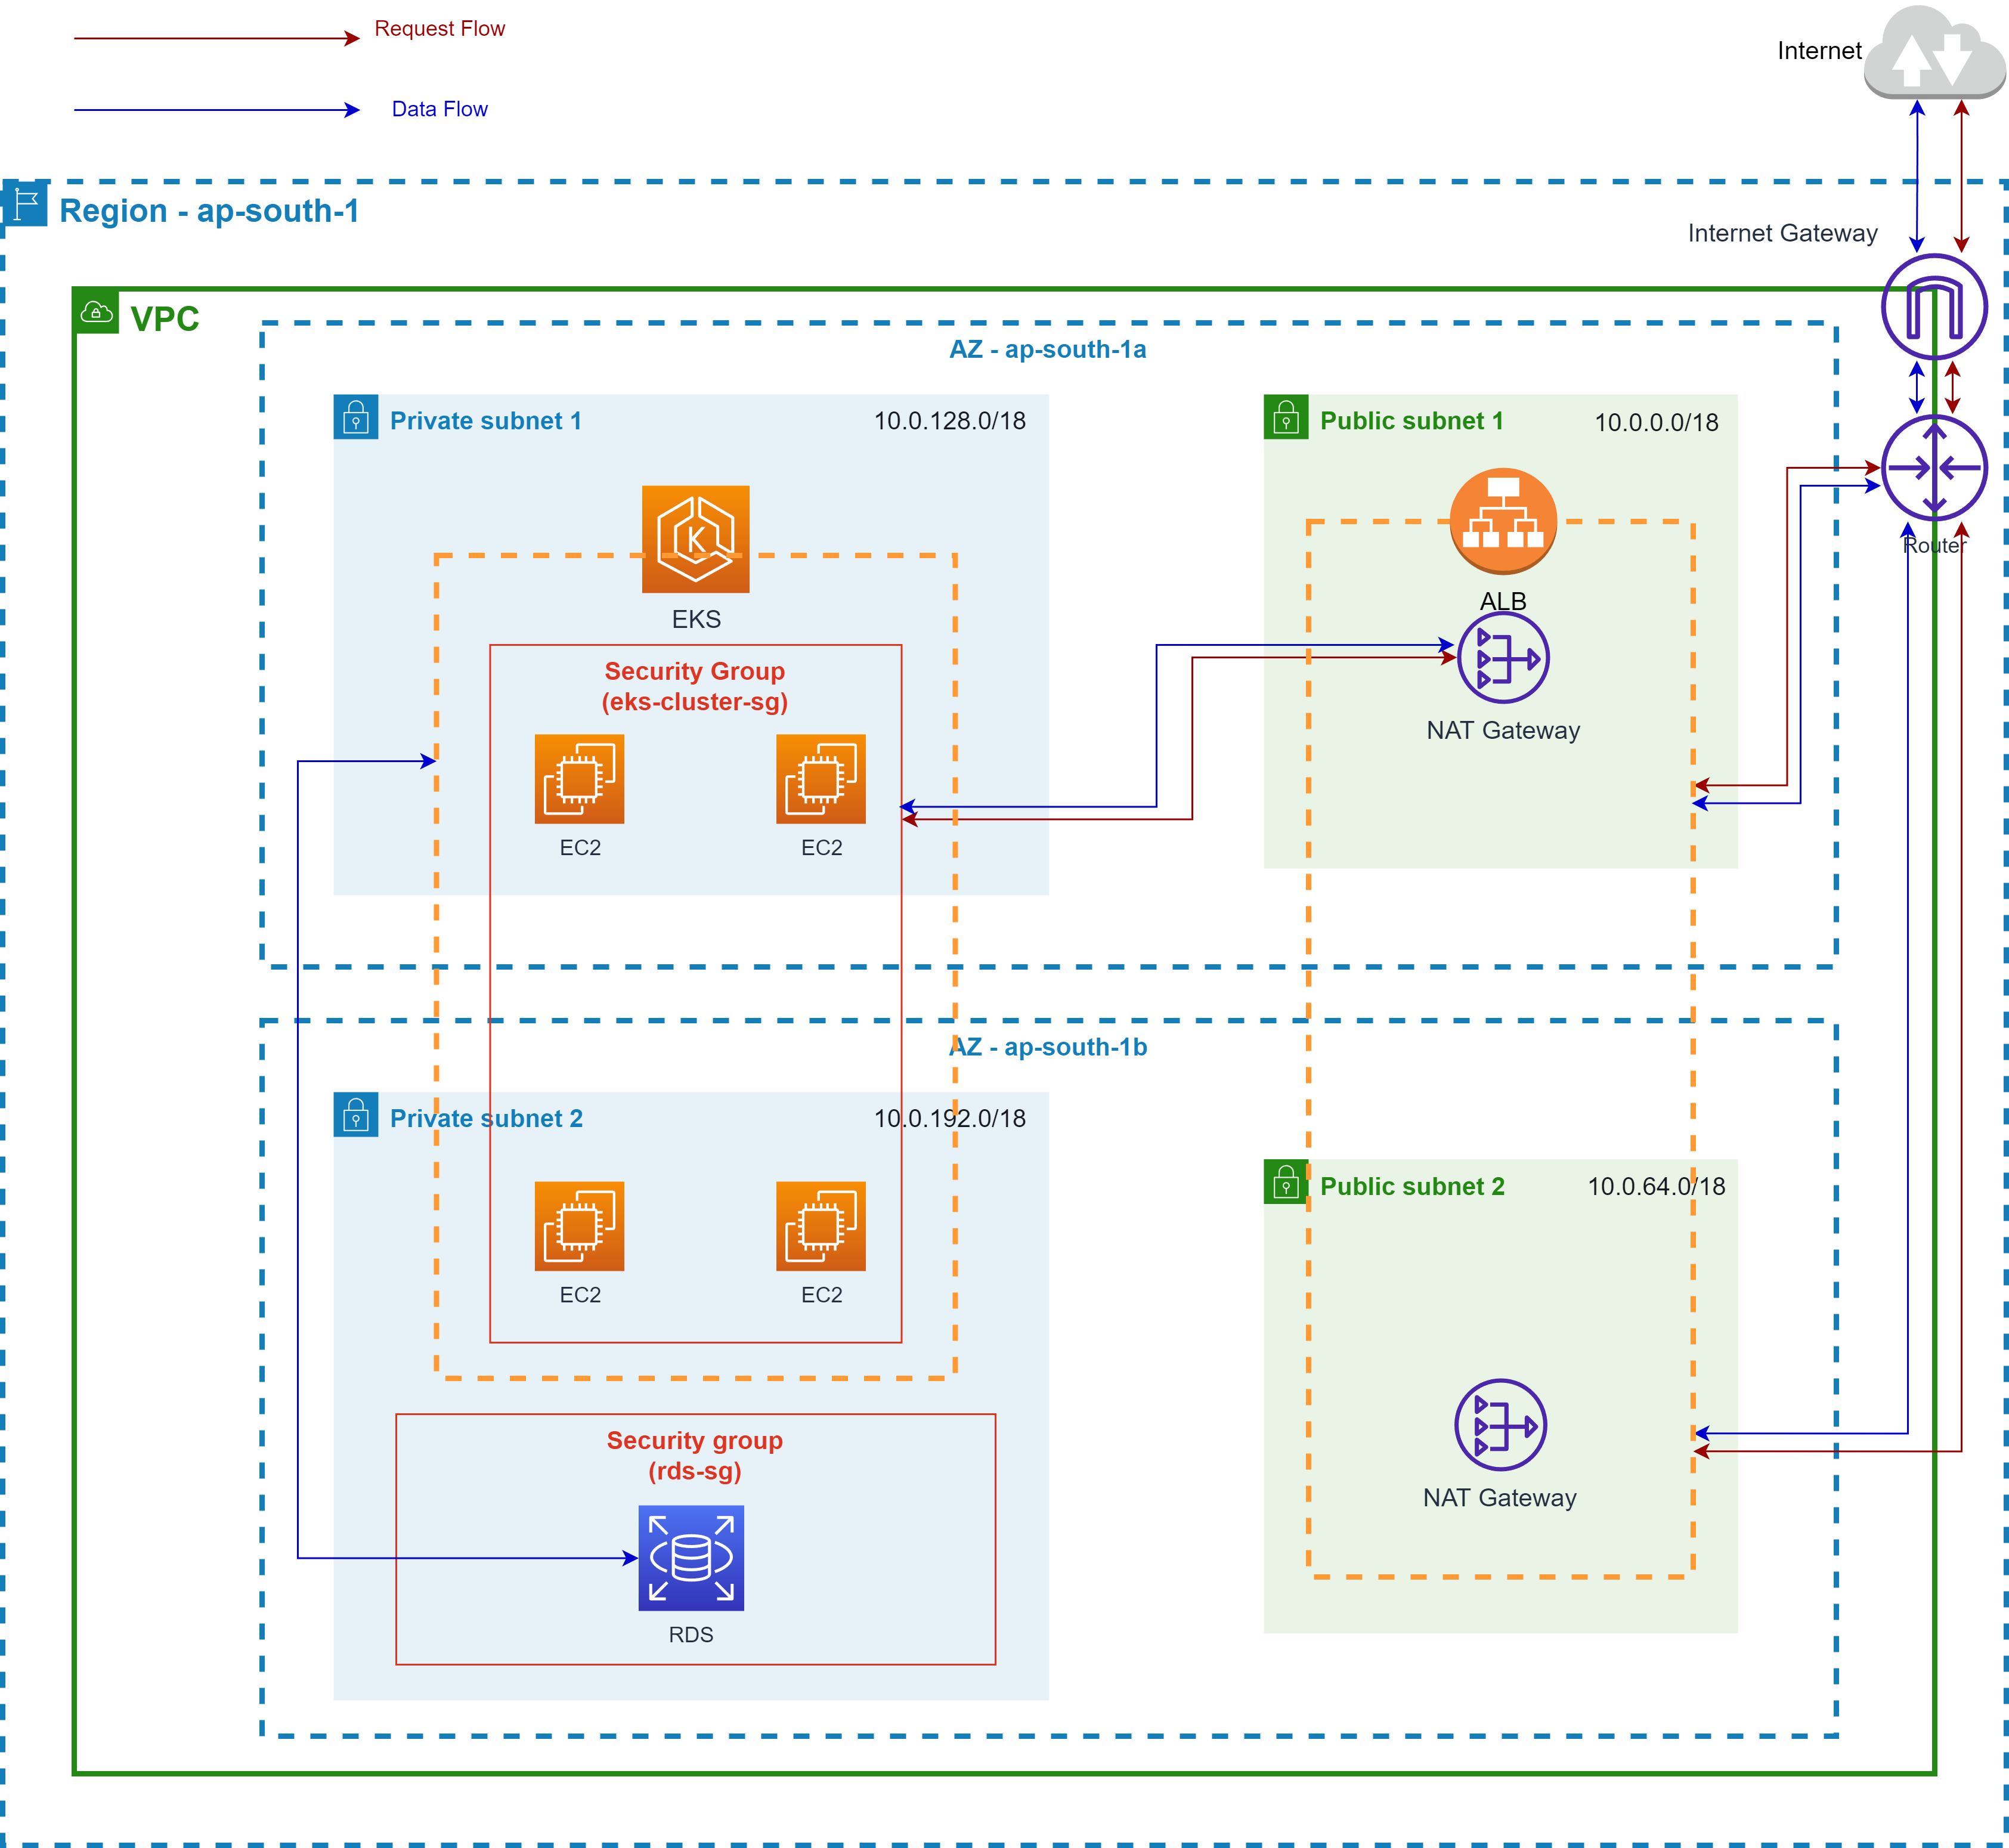 Request Flow
Data Flow
Internet
Region - ap-south-1
Internet Gateway
VPC
AZ - ap-south-1a
Private subnet 1
10.0.128.0/18
Public subnet 1
10.0.0.0/18
EKS
ALB
Router
Security Group
(eks-cluster-sg)
NAT Gateway
EC2
EC2
AZ - ap-south-1b
Private subnet 2
10.0.192.0/18
Public subnet 2
10.0.64.0/18
EC2
EC2
Security group
(rds-sg)
NAT Gateway
RDS